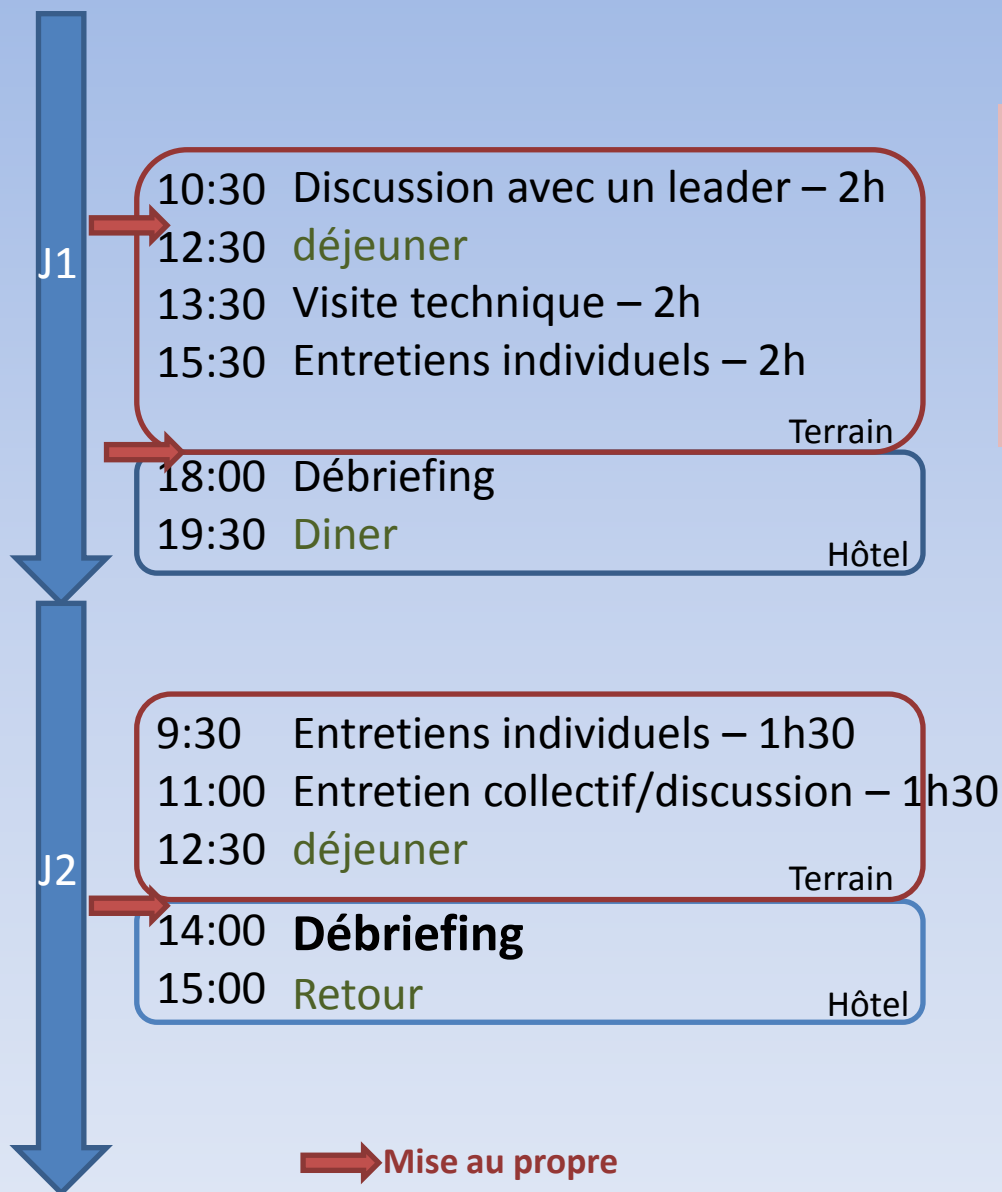 J1
10:30 Discussion avec un leader – 2h
12:30 déjeuner
13:30 Visite technique – 2h
15:30 Entretiens individuels – 2h
Terrain
18:00 Débriefing
19:30 Diner
Hôtel
J2
9:30 Entretiens individuels – 1h30
11:00 Entretien collectif/discussion – 1h30
12:30 déjeuner
Terrain
14:00 Débriefing
15:00 Retour
Hôtel
Mise au propre